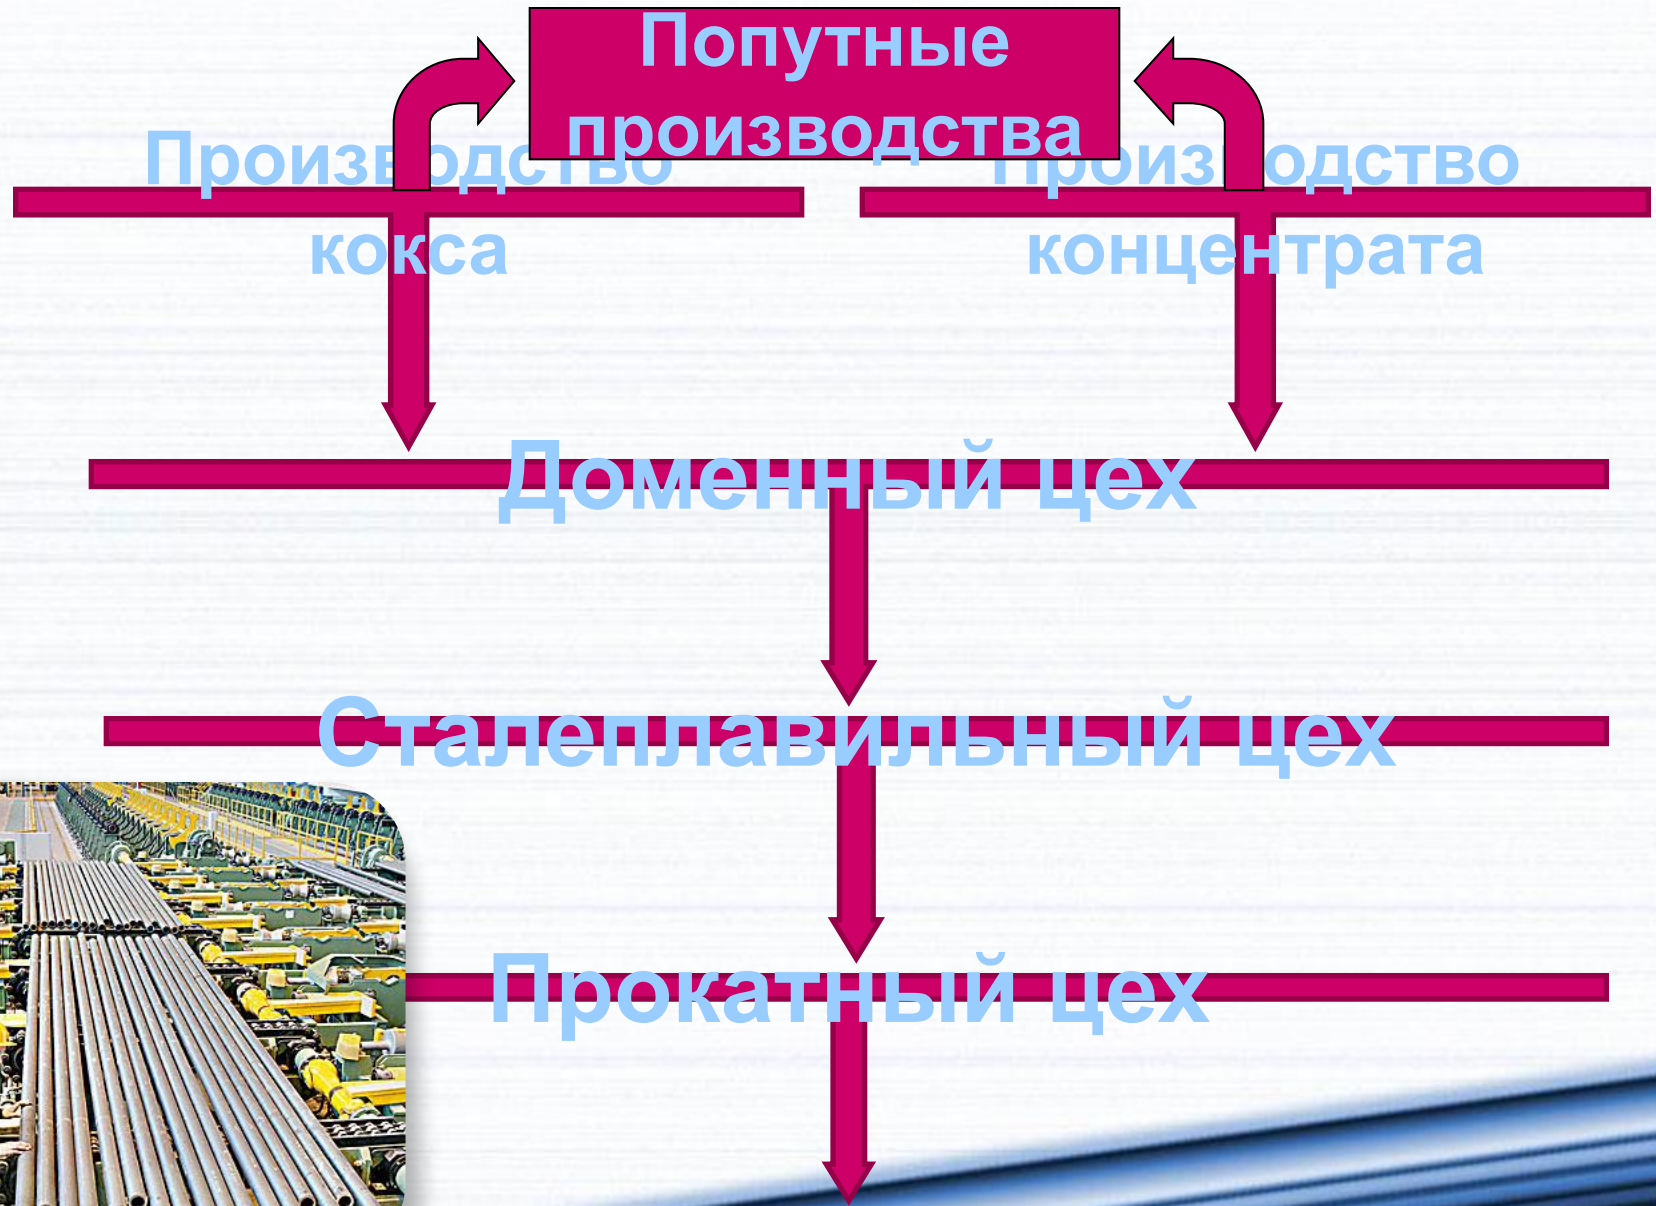 Попутные
производства
Производство
кокса
Производство
концентрата
Доменный цех
Сталеплавильный цех
Прокатный цех